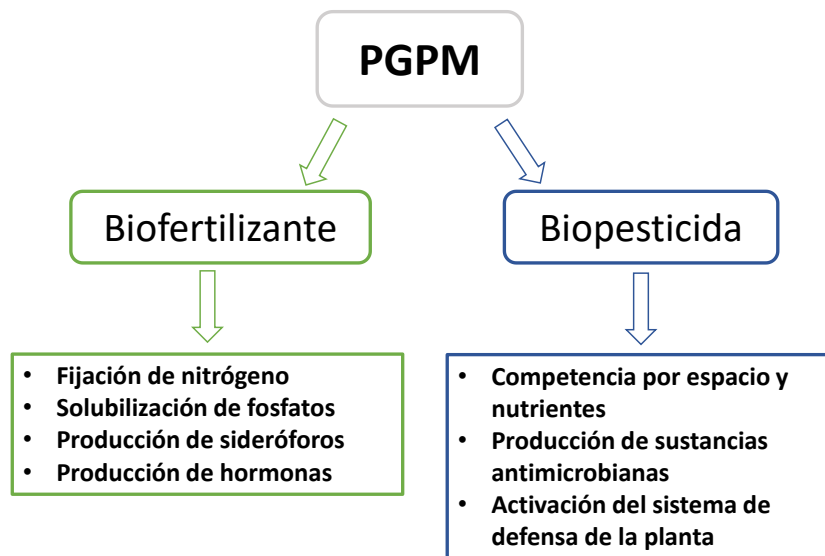 PGPM
Biofertilizante
Biopesticida
• Fijación de nitrógeno
• Solubilización de fosfatos
• Producción de sideróforos
• Producción de hormonas
• Competencia por espacio y
nutrientes
• Producción de sustancias
antimicrobianas
• Activación del sistema de
defensa de la planta